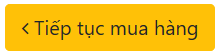 ‹ Tiếp tục mua hàng